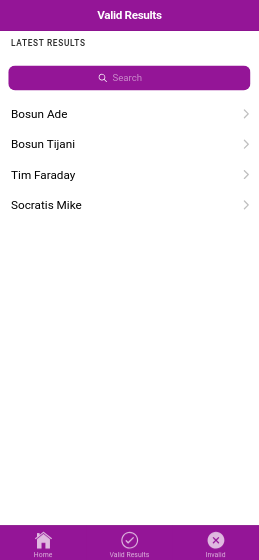 Valid Results
LATEST RESULTS
Search
Bosun Ade
Bosun Tijani
Tim Faraday
Socratis Mike
Home
Valid Results
Invalid